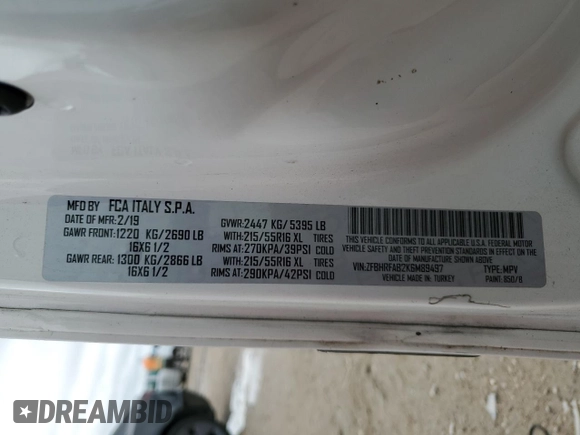 MFD BY FCA ITALY S.P.A.
DATE OF MFR: 2/19
GAWR FRONT: 1220 KG/2690 LB
16X6 1/2
GAWR REAR: 1300 KG/2866 LB
16X6 1/2
GVWR: 2447 KG/ 5395 LB
WITH: 215/55R16 XL TIRES
RIMS AT: 270KPA/39PSI COLD
WITH: 215/55R16 XL TIRES
RIMS AT: 290KPA/42PSI COLD
THIS VEHICLE CONFORMS TO ALL APPLICABLE U.S.A. FEDERAL MOTOR
VEHICLE SAFETY AND THEFT PREVENTION STANDARDS IN EFFECT ON THE
DATE OF MANUFACTURE SHOWN ABOVE.
VIN: ZFBHRFAB2K6M89497 TYPE: MPV
VEHICLE MADE IN: TURKEY PAINT: 850/B
DREAMBID